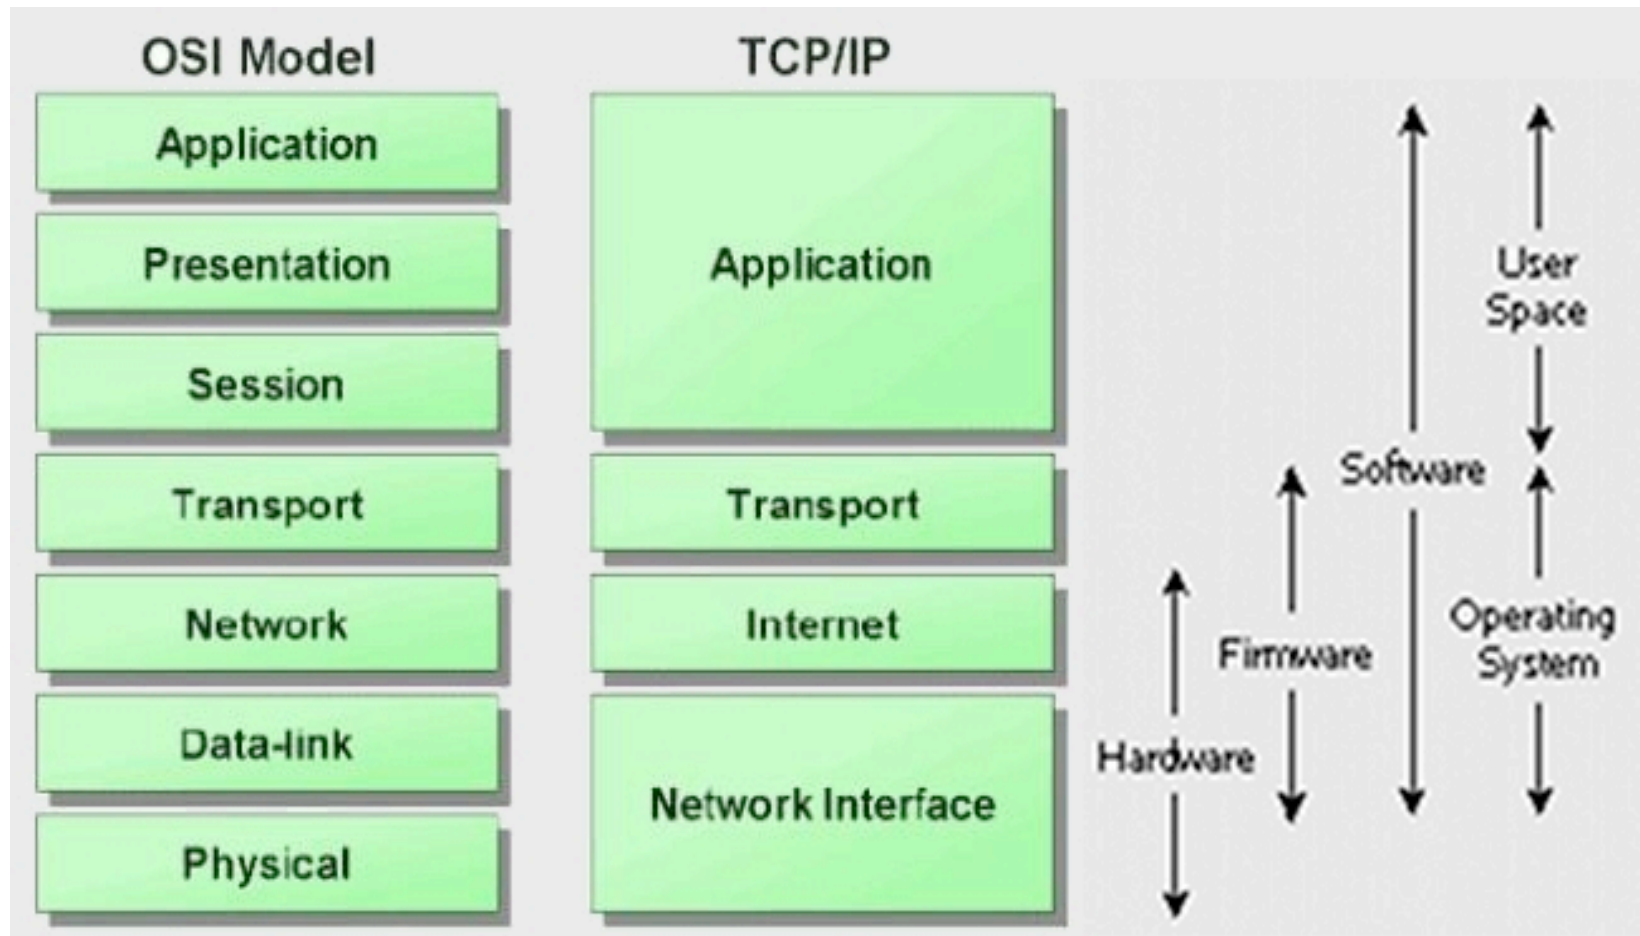 OSI Model
TCP/IP
Application
Presentation
Session
Transport
Network
Data-link
Physical
Application
Transport
Internet
Network Interface
Hardware
Firmware
Software
User
Space
Operating
System